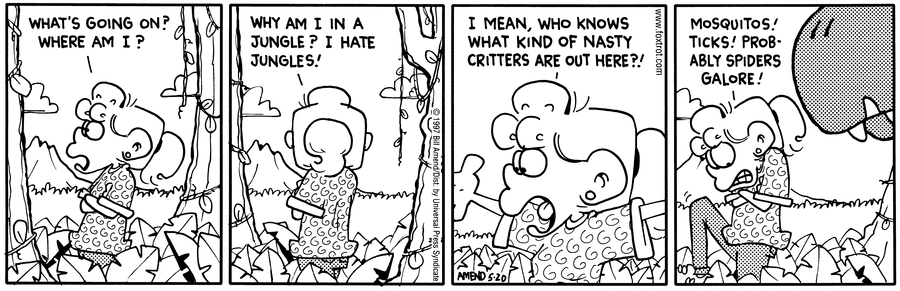 WHAT'S GOING ON?
WHERE AM I?
WHY AM I IN A
JUNGLE? I HATE
JUNGLES!
© 1997 Bill Amend/Dist. by Universal Press Syndicate
I MEAN, WHO KNOWS
WHAT KIND OF NASTY
CRITTERS ARE OUT HERE?!
www.foxtrot.com
AMEND 5-20
MOSQUITOS!
TICKS! PROB-
ABLY SPIDERS
GALORE!